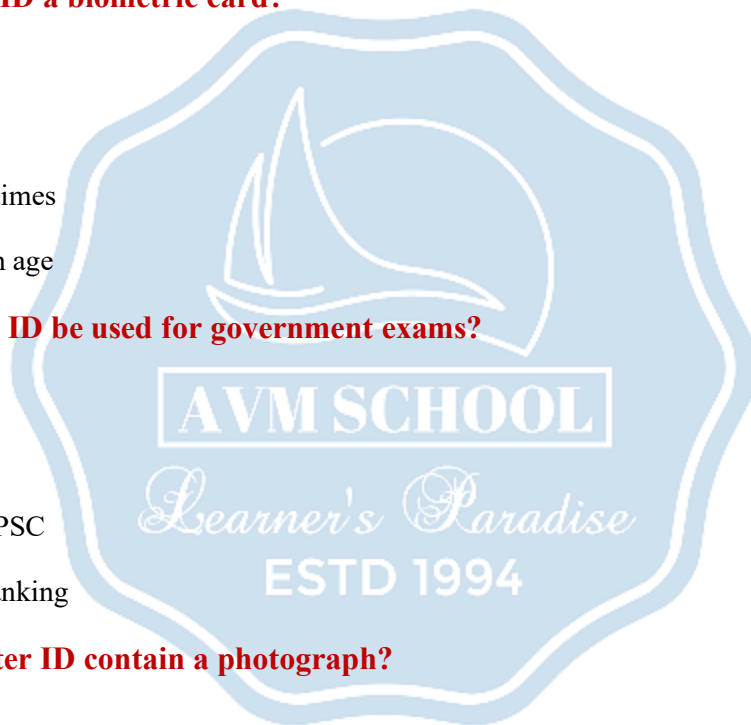 ID a biometric card?
imes
age
ID be used for government exams?
AVM SCHOOL
PSC
Learner's Paradise
nking
ESTD 1994
ter ID contain a photograph?